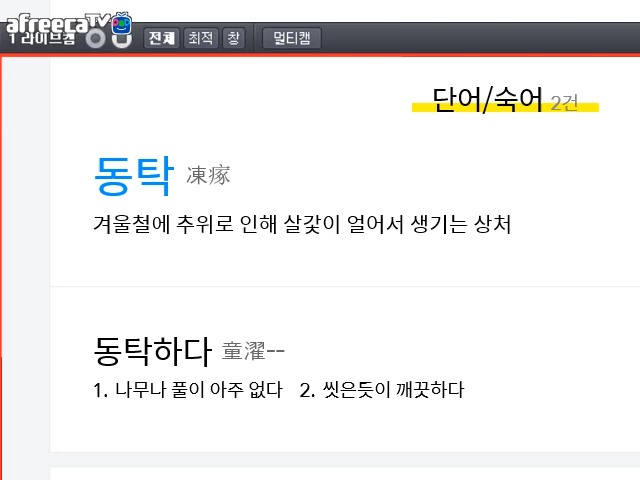 afreecaTV
1 라이브캠 전체 최적 창 멀티캠
단어/숙어 2건
동탁 凍瘃
겨울철에 추위로 인해 살갗이 얼어서 생기는 상처
동탁하다 童濯--
1. 나무나 풀이 아주 없다 2. 씻은듯이 깨끗하다